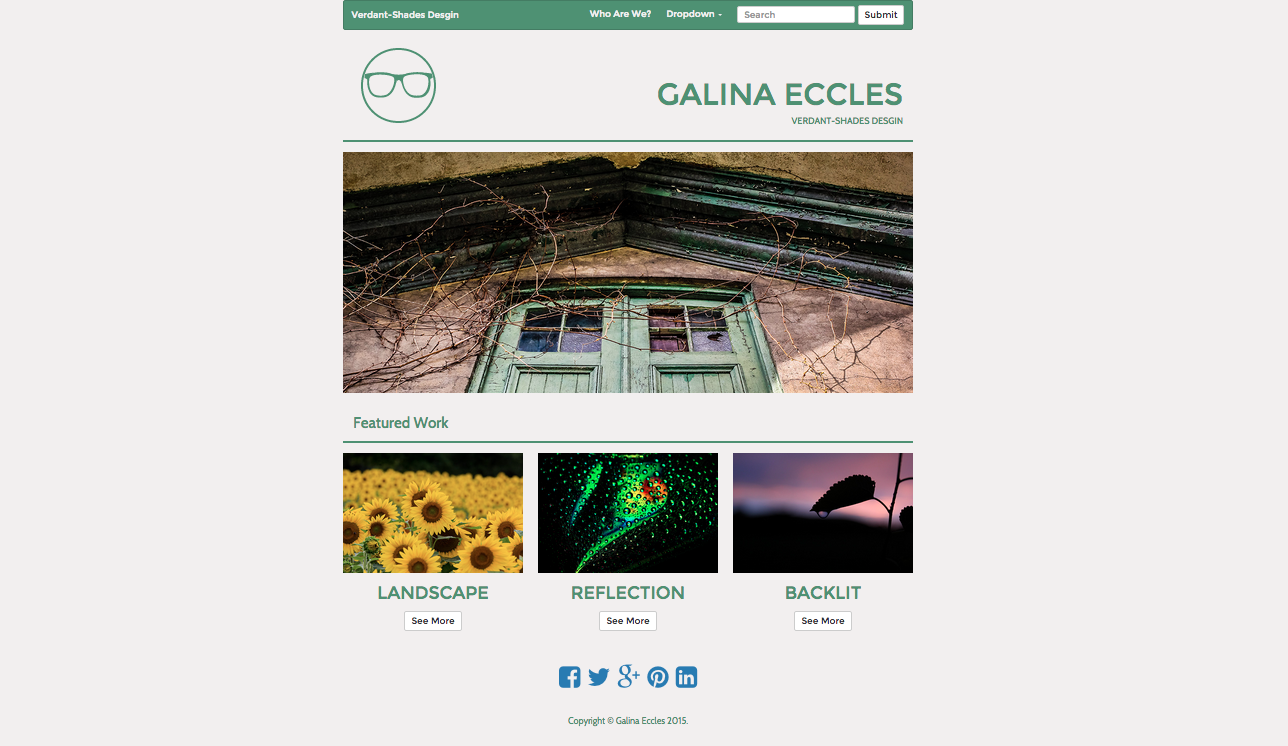 Verdant-Shades Desgin Who Are We? Dropdown Search Submit
GALINA ECCLES
VERDANT-SHADES DESGIN
Featured Work
LANDSCAPE REFLECTION BACKLIT
See More See More See More
Copyright © Galina Eccles 2015.